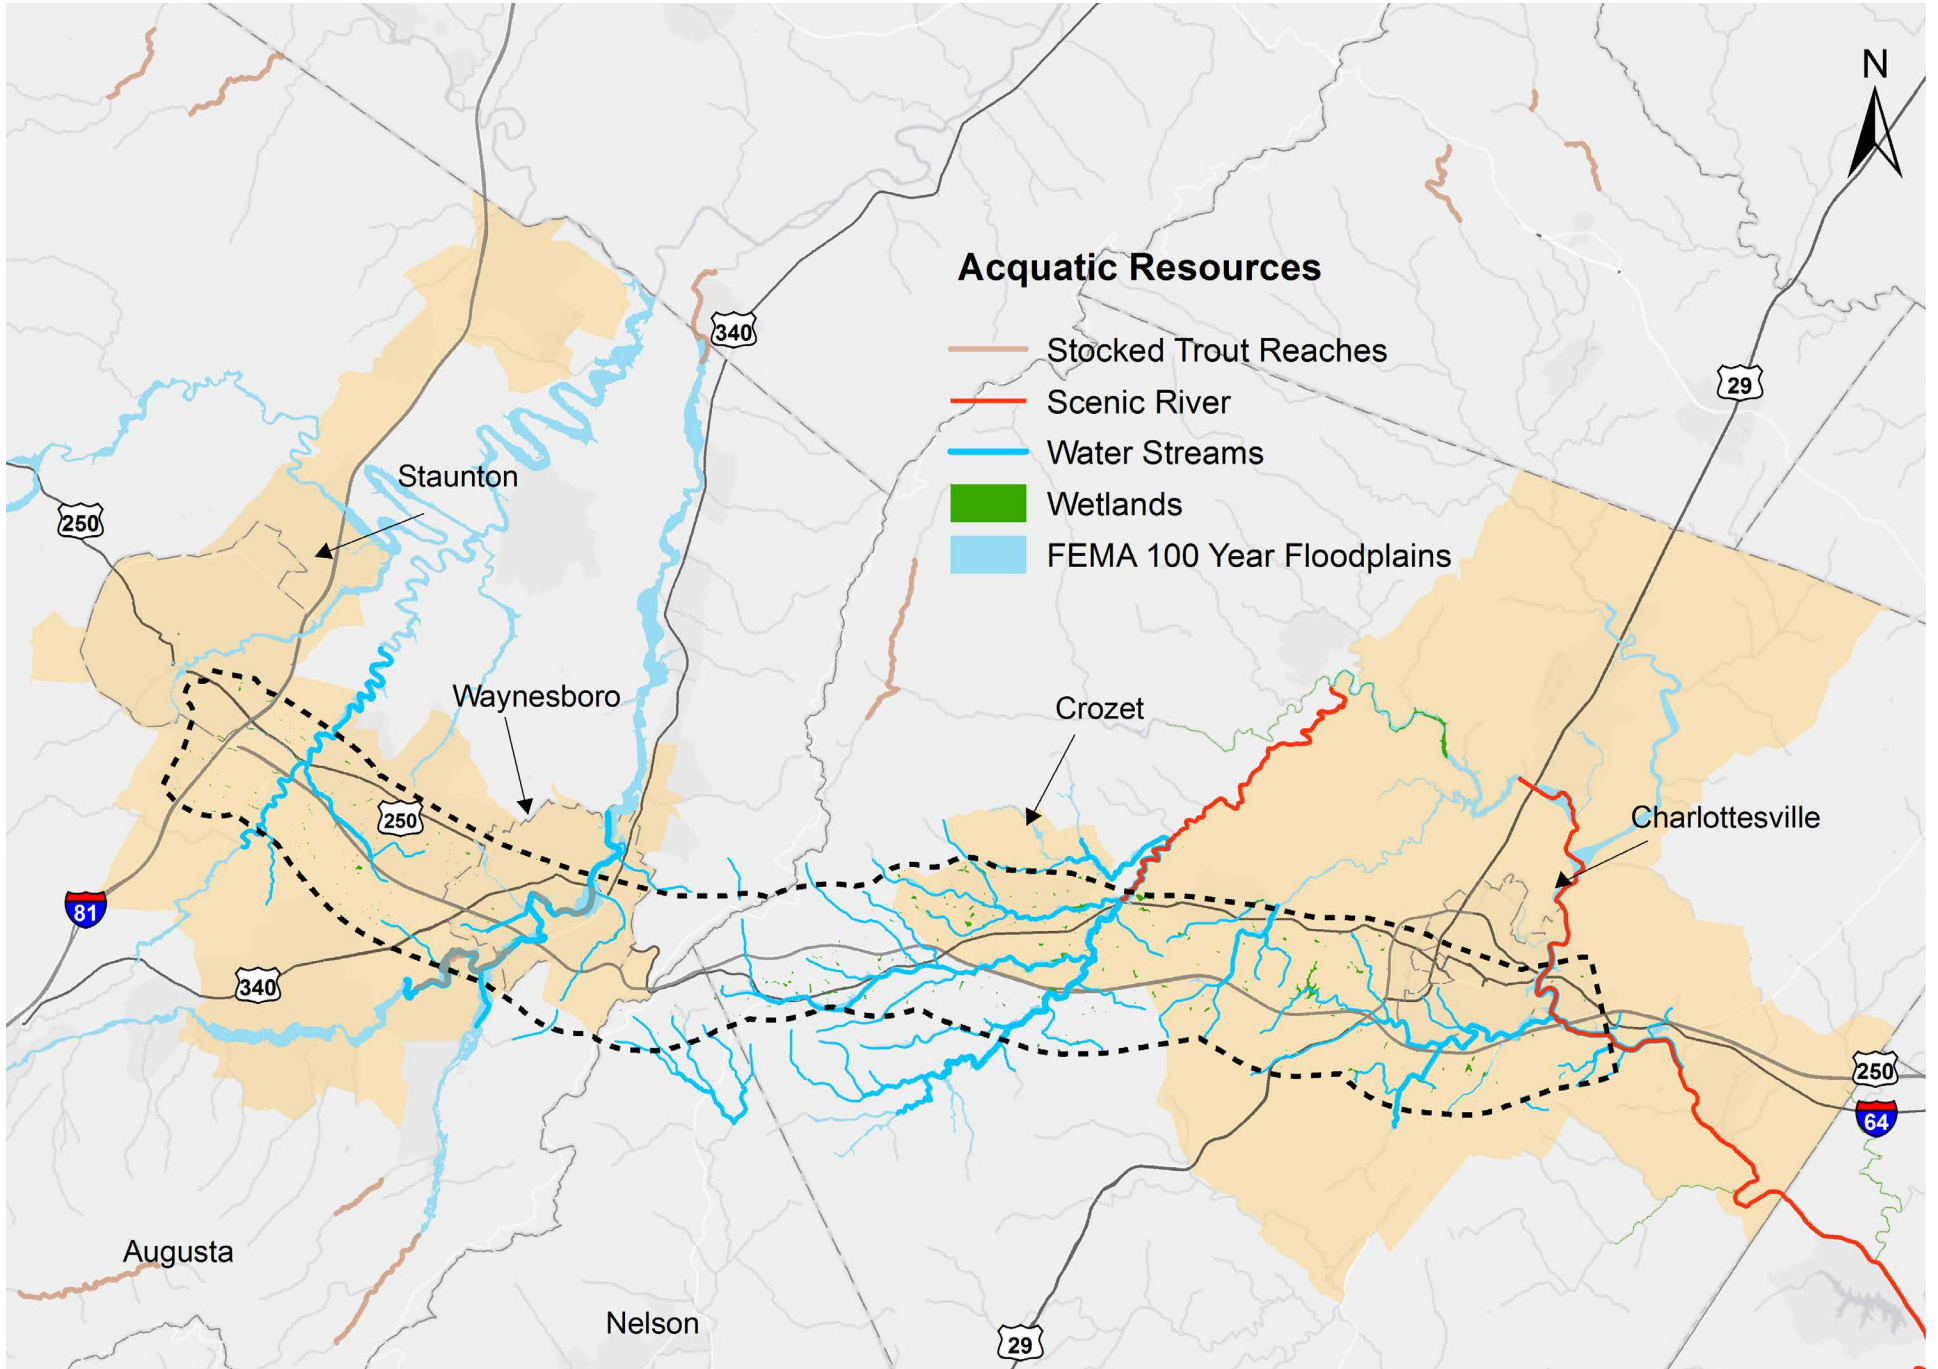 N
Acquatic Resources
Stocked Trout Reaches
Scenic River
Water Streams
Wetlands
FEMA 100 Year Floodplains
340
29
Staunton
250
Waynesboro
Crozet
250
Charlottesville
81
340
250
64
Augusta
Nelson
29